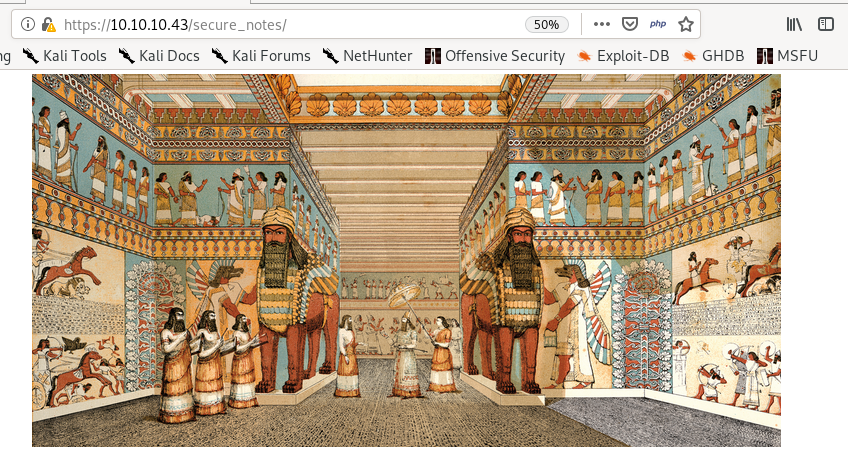 https://10.10.10.43/secure_notes/ 50% php
ng Kali Tools Kali Docs Kali Forums NetHunter Offensive Security Exploit-DB GHDB MSFU